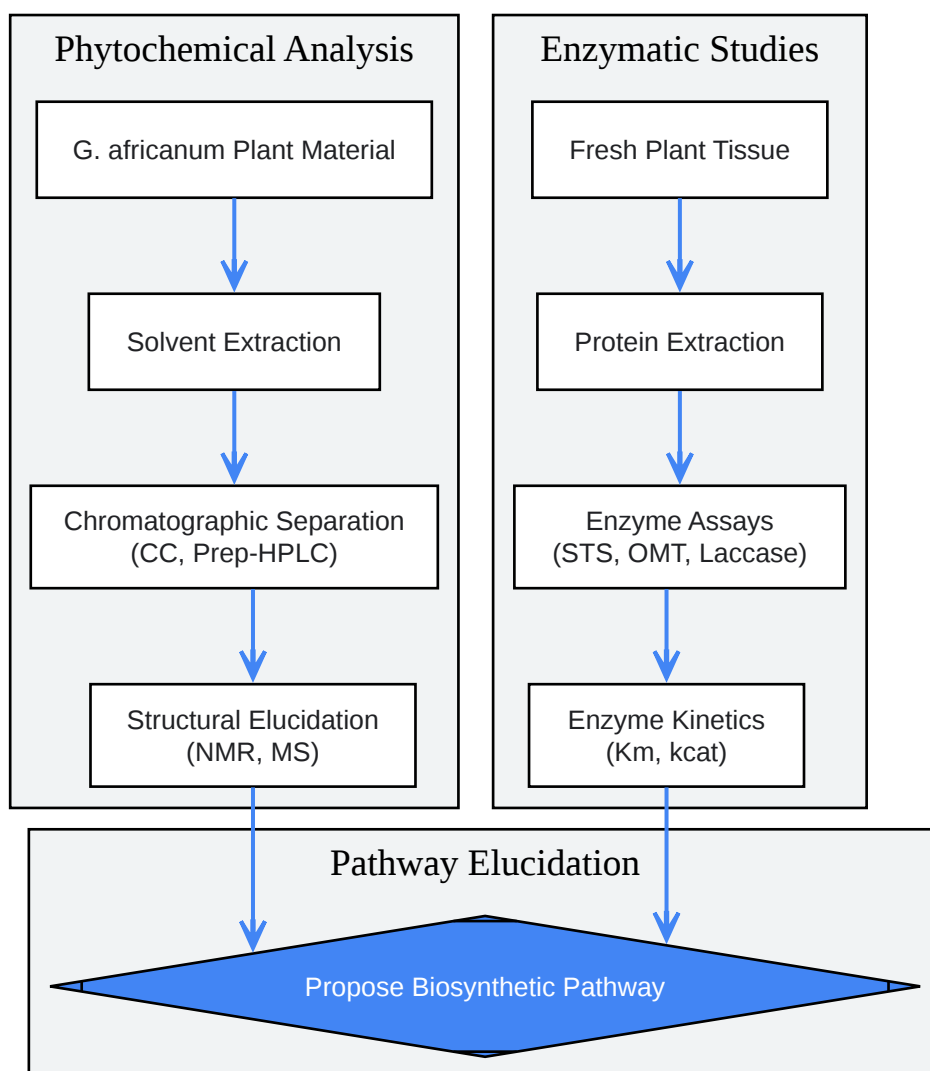 Phytochemical Analysis
G. africanum Plant Material
Solvent Extraction
Chromatographic Separation
(CC, Prep-HPLC)
Structural Elucidation
(NMR, MS)
Enzymatic Studies
Fresh Plant Tissue
Protein Extraction
Enzyme Assays
(STS, OMT, Laccase)
Enzyme Kinetics
(Km, kcat)
Pathway Elucidation
Propose Biosynthetic Pathway